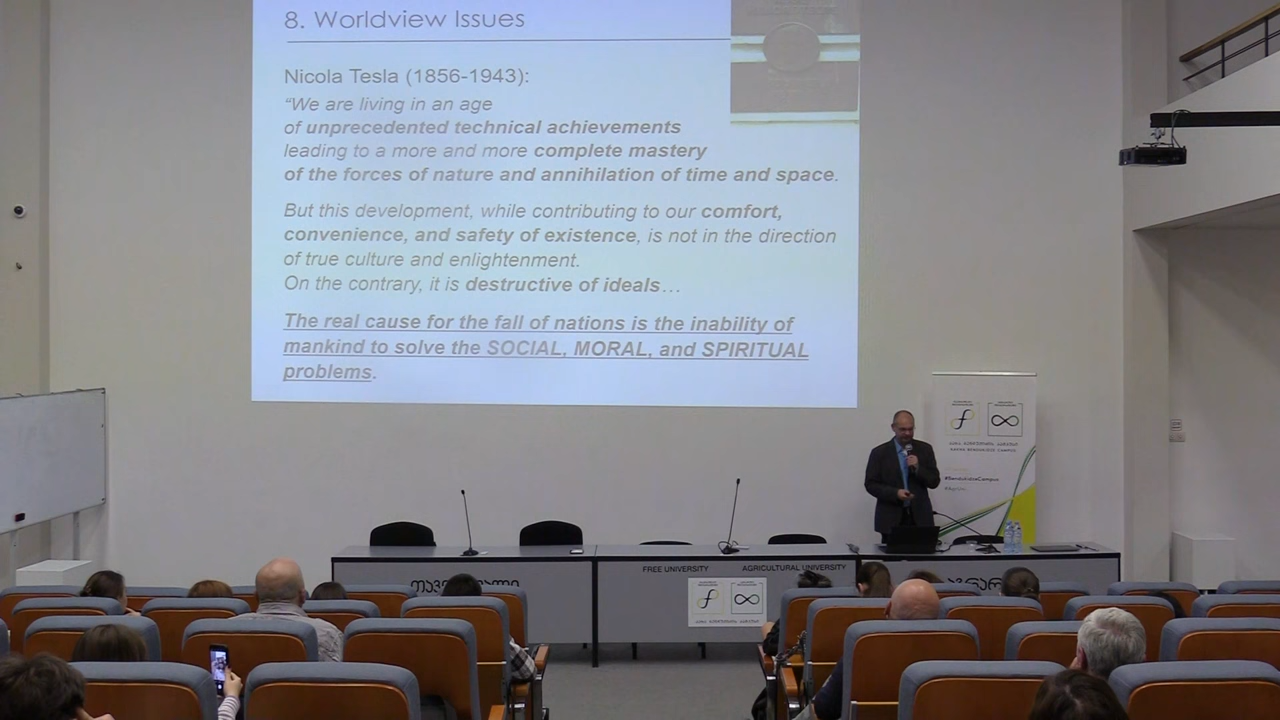 8. Worldview Issues
Nicola Tesla (1856-1943):
“We are living in an age
of unprecedented technical achievements
leading to a more and more complete mastery
of the forces of nature and annihilation of time and space.
But this development, while contributing to our comfort,
convenience, and safety of existence, is not in the direction
of true culture and enlightenment.
On the contrary, it is destructive of ideals…
The real cause for the fall of nations is the inability of
mankind to solve the SOCIAL, MORAL, and SPIRITUAL
problems.
FREE UNIVERSITY
AGRICULTURAL UNIVERSITY